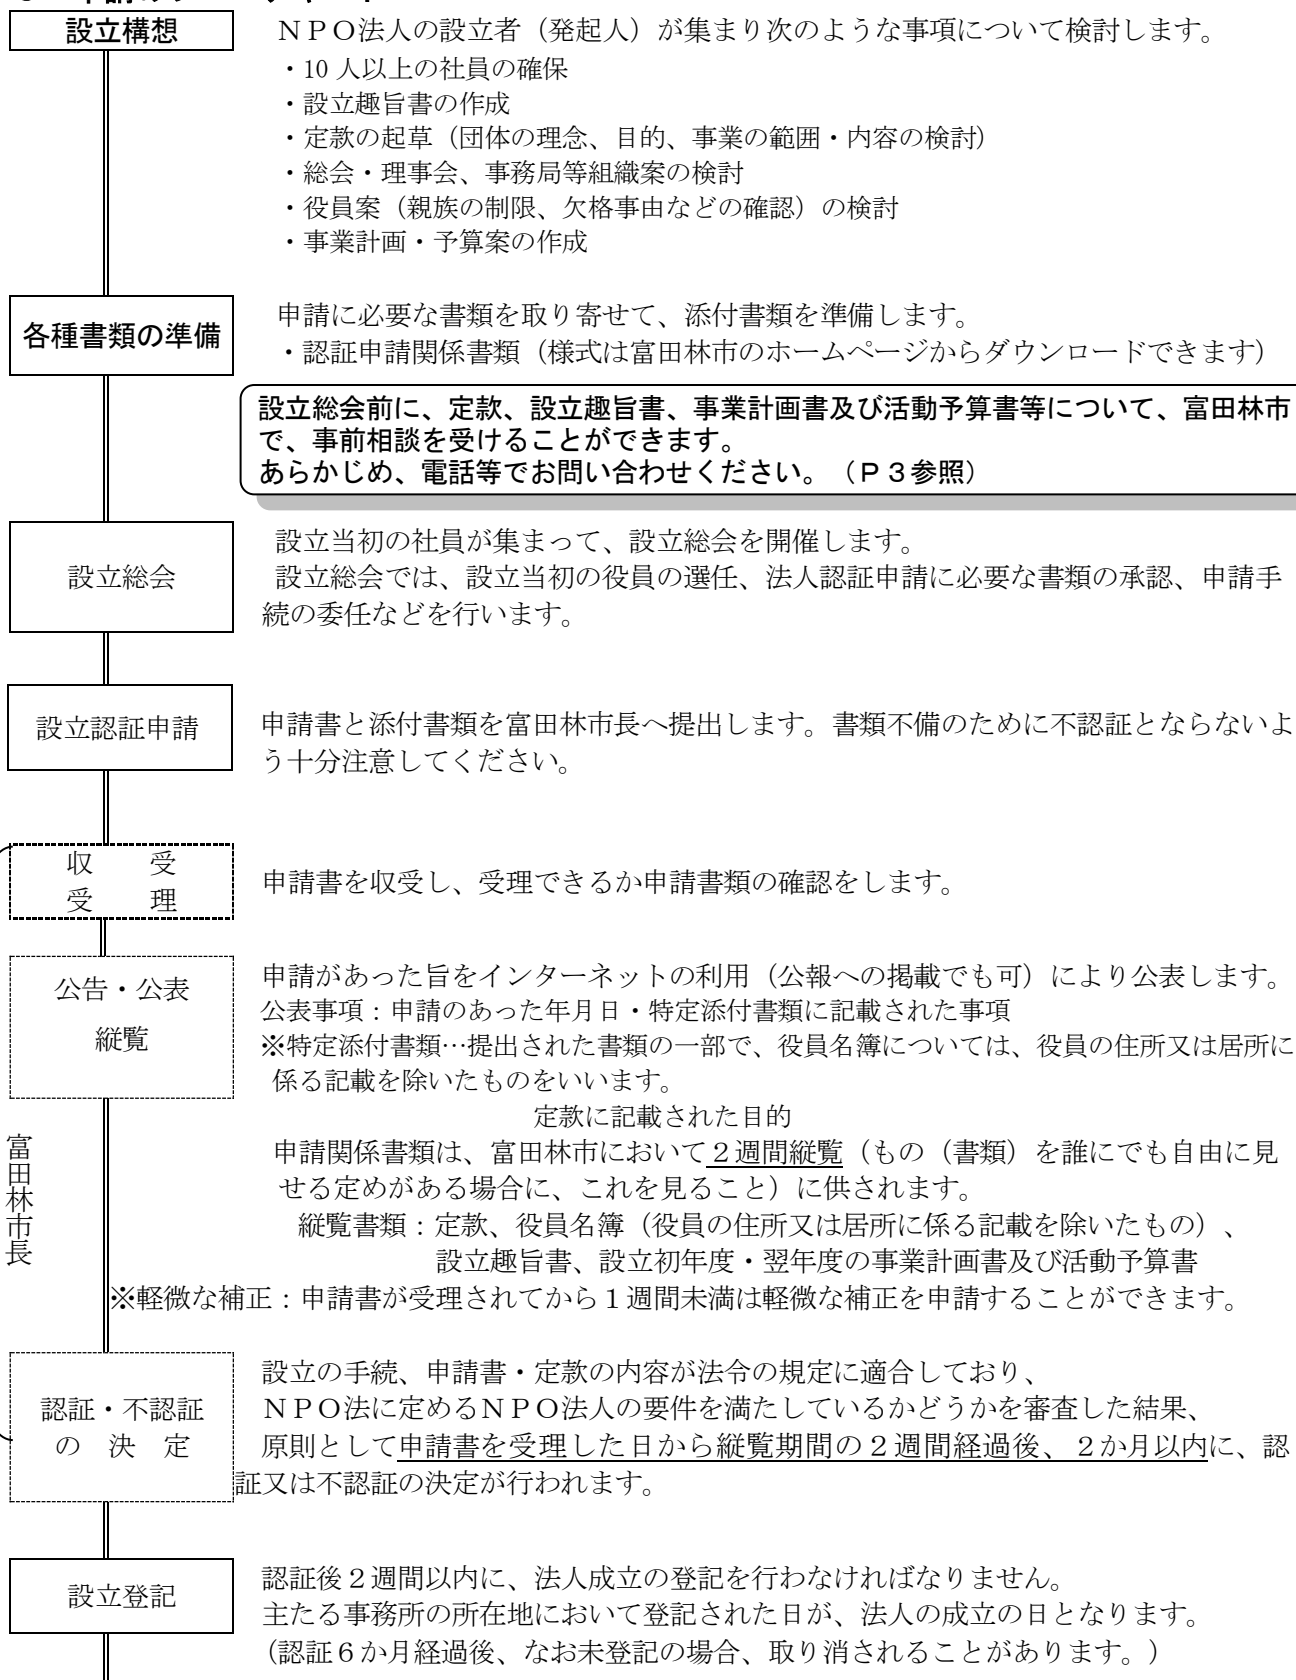 設立構想
ＮＰＯ法人の設立者（発起人）が集まり次のような事項について検討します。
・10 人以上の社員の確保
・設立趣旨書の作成
・定款の起草（団体の理念、目的、事業の範囲・内容の検討）
・総会・理事会、事務局等組織案の検討
・役員案（親族の制限、欠格事由などの確認）の検討
・事業計画・予算案の作成
各種書類の準備
申請に必要な書類を取り寄せて、添付書類を準備します。
・認証申請関係書類（様式は富田林市のホームページからダウンロードできます）
設立総会前に、定款、設立趣旨書、事業計画書及び活動予算書等について、富田林市
で、事前相談を受けることができます。
あらかじめ、電話等でお問い合わせください。（Ｐ３参照）
設立総会
設立当初の社員が集まって、設立総会を開催します。
設立総会では、設立当初の役員の選任、法人認証申請に必要な書類の承認、申請手
続の委任などを行います。
設立認証申請
申請書と添付書類を富田林市長へ提出します。書類不備のために不認証とならないよ
う十分注意してください。
収　　受
受　　理
申請書を収受し、受理できるか申請書類の確認をします。
公告・公表
縦覧
申請があった旨をインターネットの利用（公報への掲載でも可）により公表します。
公表事項：申請のあった年月日・特定添付書類に記載された事項
※特定添付書類…提出された書類の一部で、役員名簿については、役員の住所又は居所に
係る記載を除いたものをいいます。
定款に記載された目的
申請関係書類は、富田林市において２週間縦覧（もの（書類）を誰にでも自由に見
せる定めがある場合に、これを見ること）に供されます。
縦覧書類：定款、役員名簿（役員の住所又は居所に係る記載を除いたもの）、
設立趣旨書、設立初年度・翌年度の事業計画書及び活動予算書
※軽微な補正：申請書が受理されてから１週間未満は軽微な補正を申請することができます。
富田林市長
認証・不認証
の　決　定
設立の手続、申請書・定款の内容が法令の規定に適合しており、
ＮＰＯ法に定めるＮＰＯ法人の要件を満たしているかどうかを審査した結果、
原則として申請書を受理した日から縦覧期間の２週間経過後、２か月以内に、認
証又は不認証の決定が行われます。
設立登記
認証後２週間以内に、法人成立の登記を行わなければなりません。
主たる事務所の所在地において登記された日が、法人の成立の日となります。
（認証６か月経過後、なお未登記の場合、取り消されることがあります。）